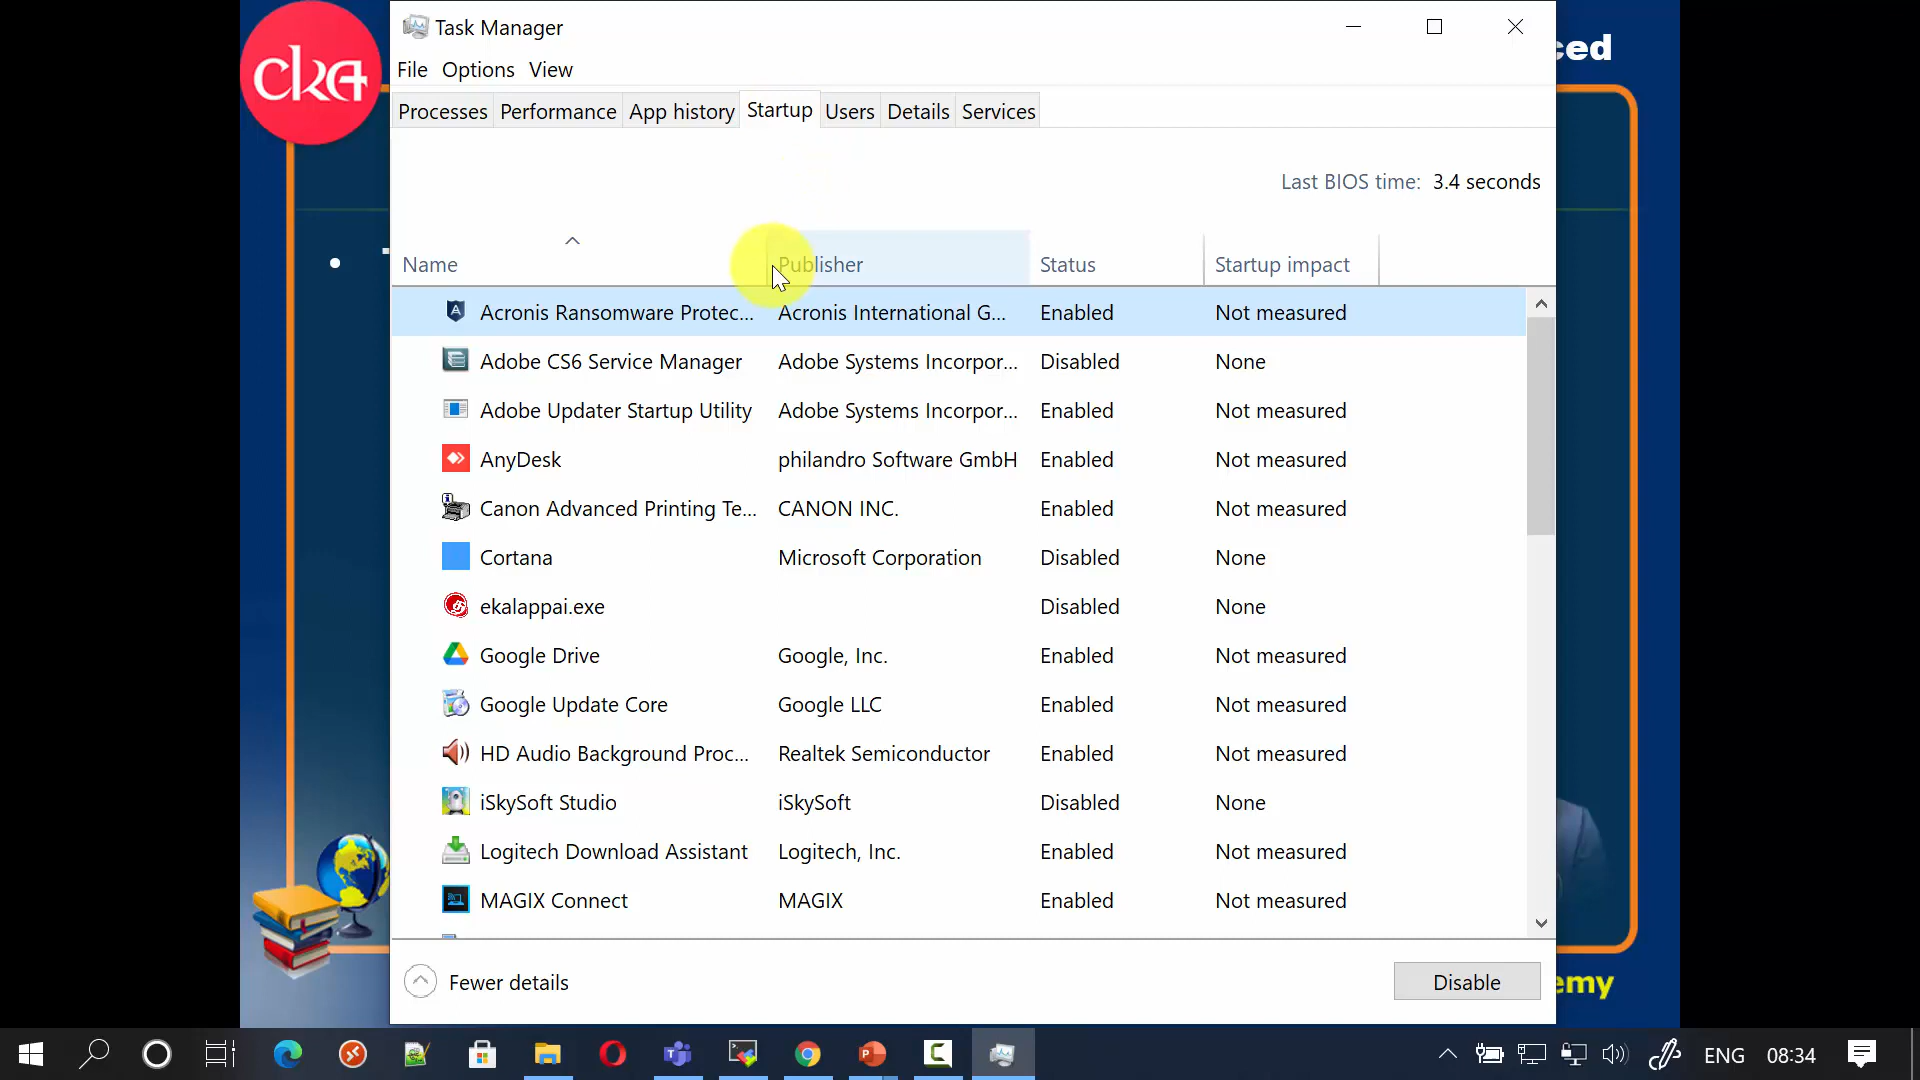 cka
ced
Task Manager
File Options View
Processes Performance App history Startup Users Details Services
Last BIOS time: 3.4 seconds
Name Publisher Status Startup impact
Acronis Ransomware Protec... Acronis International G... Enabled Not measured
Adobe CS6 Service Manager Adobe Systems Incorpor... Disabled None
Adobe Updater Startup Utility Adobe Systems Incorpor... Enabled Not measured
AnyDesk philandro Software GmbH Enabled Not measured
Canon Advanced Printing Te... CANON INC. Enabled Not measured
Cortana Microsoft Corporation Disabled None
ekalappai.exe Disabled None
Google Drive Google, Inc. Enabled Not measured
Google Update Core Google LLC Enabled Not measured
HD Audio Background Proc... Realtek Semiconductor Enabled Not measured
iSkySoft Studio iSkySoft Disabled None
Logitech Download Assistant Logitech, Inc. Enabled Not measured
MAGIX Connect MAGIX Enabled Not measured
Fewer details Disable
emy
ENG 08:34